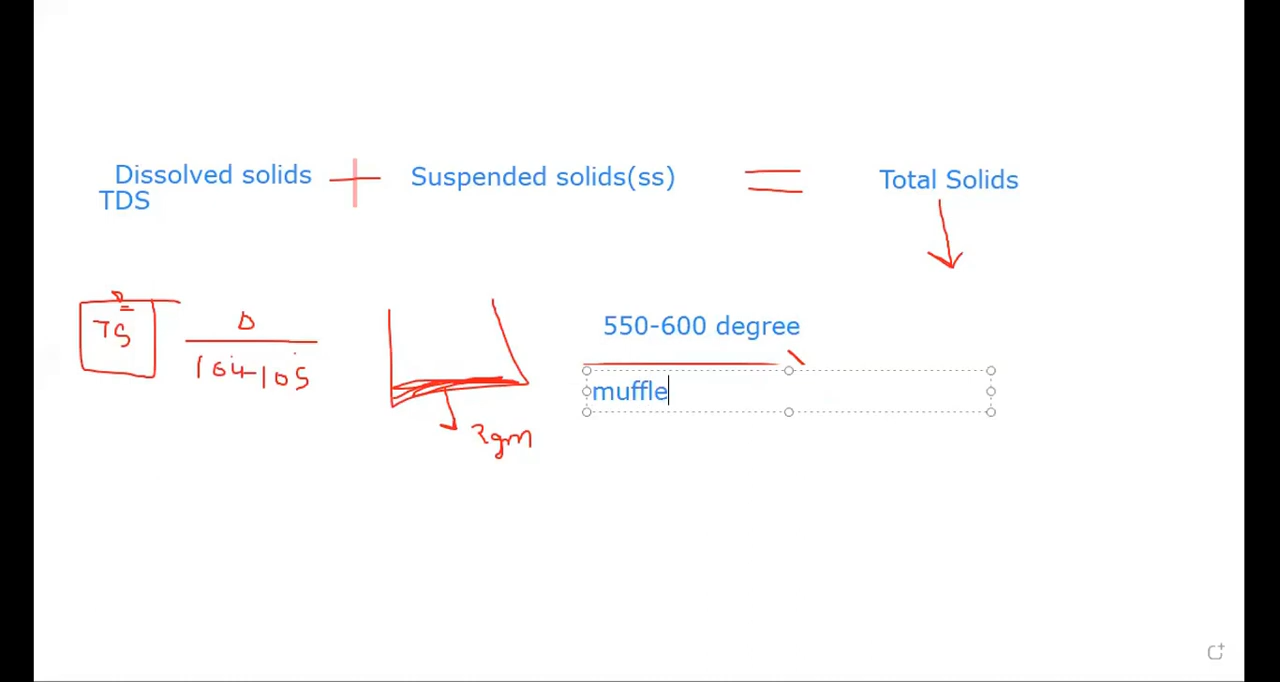 Dissolved solids
TDS
Suspended solids(ss)
Total Solids
TS
104-105
550-600 degree
muffle
gm